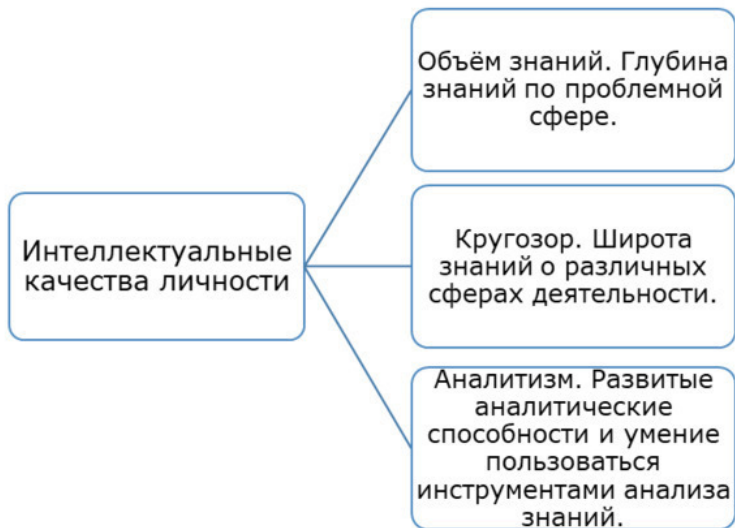 Объём знаний. Глубина
знаний по проблемной
сфере.
Интеллектуальные
качества личности
Кругозор. Широта
знаний о различных
сферах деятельности.
Аналитизм. Развитые
аналитические
способности и умение
пользоваться
инструментами анализа
знаний.